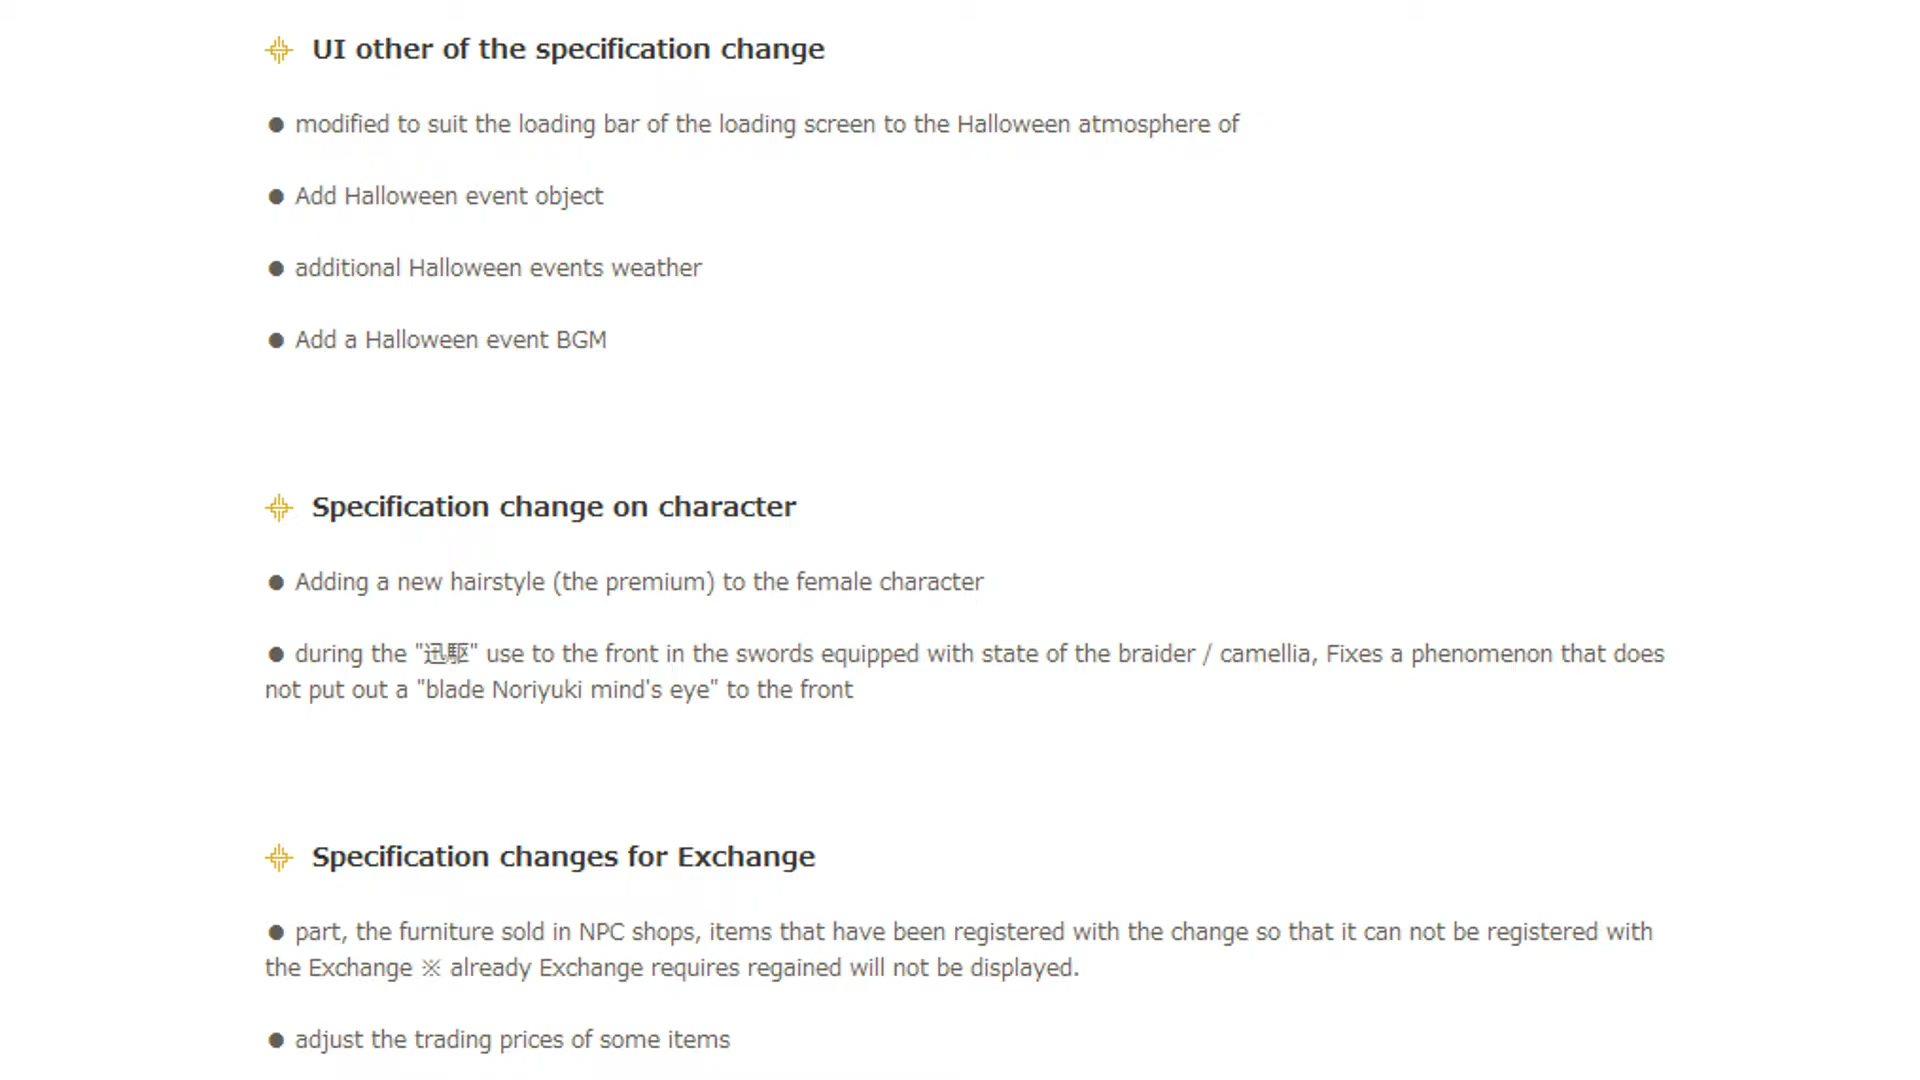 UI other of the specification change
● modified to suit the loading bar of the loading screen to the Halloween atmosphere of
● Add Halloween event object
● additional Halloween events weather
● Add a Halloween event BGM
Specification change on character
● Adding a new hairstyle (the premium) to the female character
● during the "迅駆" use to the front in the swords equipped with state of the braider / camellia, Fixes a phenomenon that does
not put out a "blade Noriyuki mind's eye" to the front
Specification changes for Exchange
● part, the furniture sold in NPC shops, items that have been registered with the change so that it can not be registered with
the Exchange ※ already Exchange requires regained will not be displayed.
● adjust the trading prices of some items